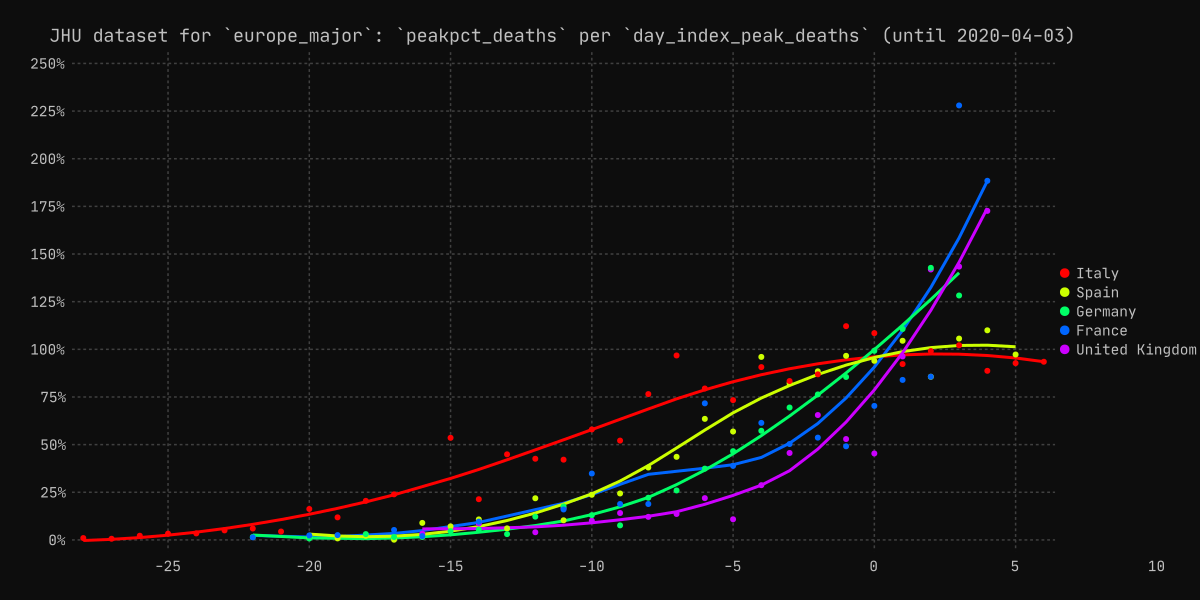 JHU dataset for `europe_major`: `peakpct_deaths` per `day_index_peak_deaths` (until 2020-04-03)
250%
225%
200%
175%
150%
125%
100%
75%
50%
25%
0%
Italy
Spain
Germany
France
United Kingdom
-25 -20 -15 -10 -5 0 5 10